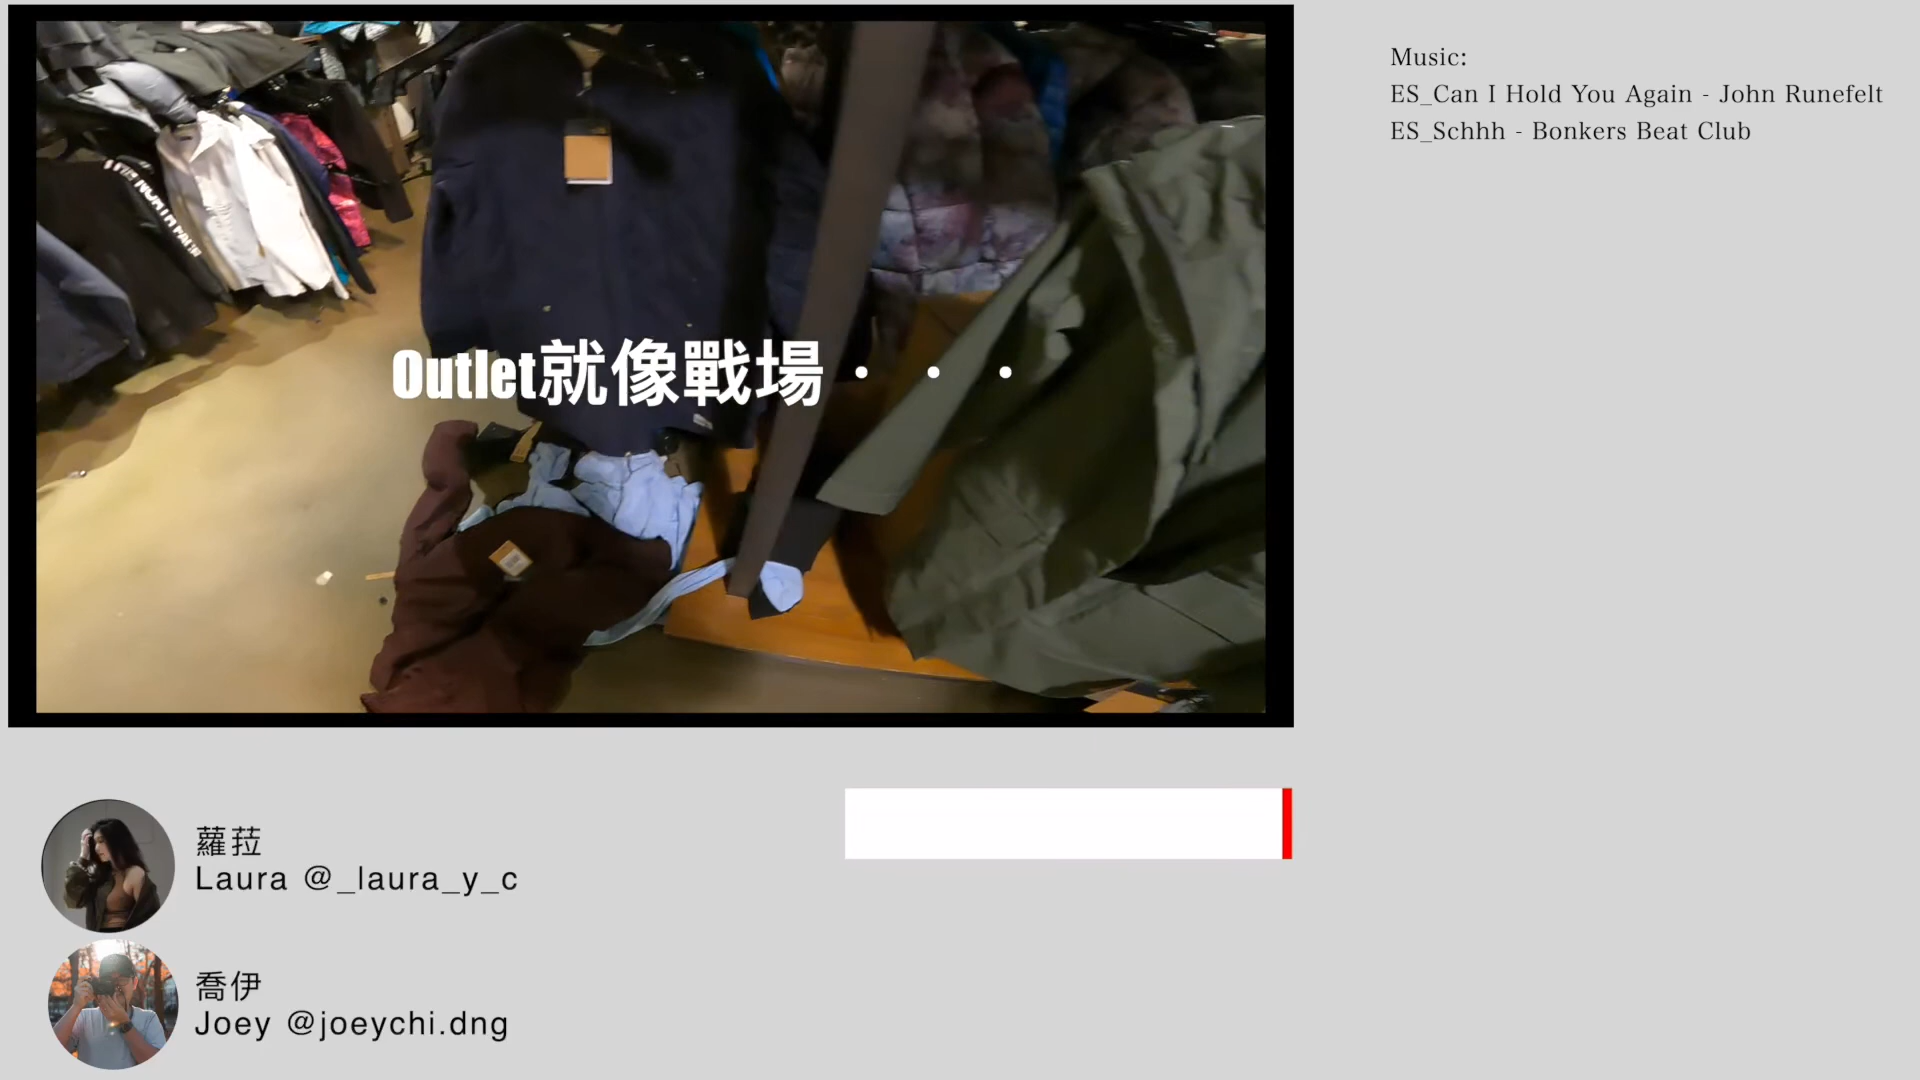 Outlet就像戰場・・・
Music:
ES_Can I Hold You Again - John Runefelt
ES_Schhh - Bonkers Beat Club
蘿菈
Laura @_laura_y_c
喬伊
Joey @joeychi.dng